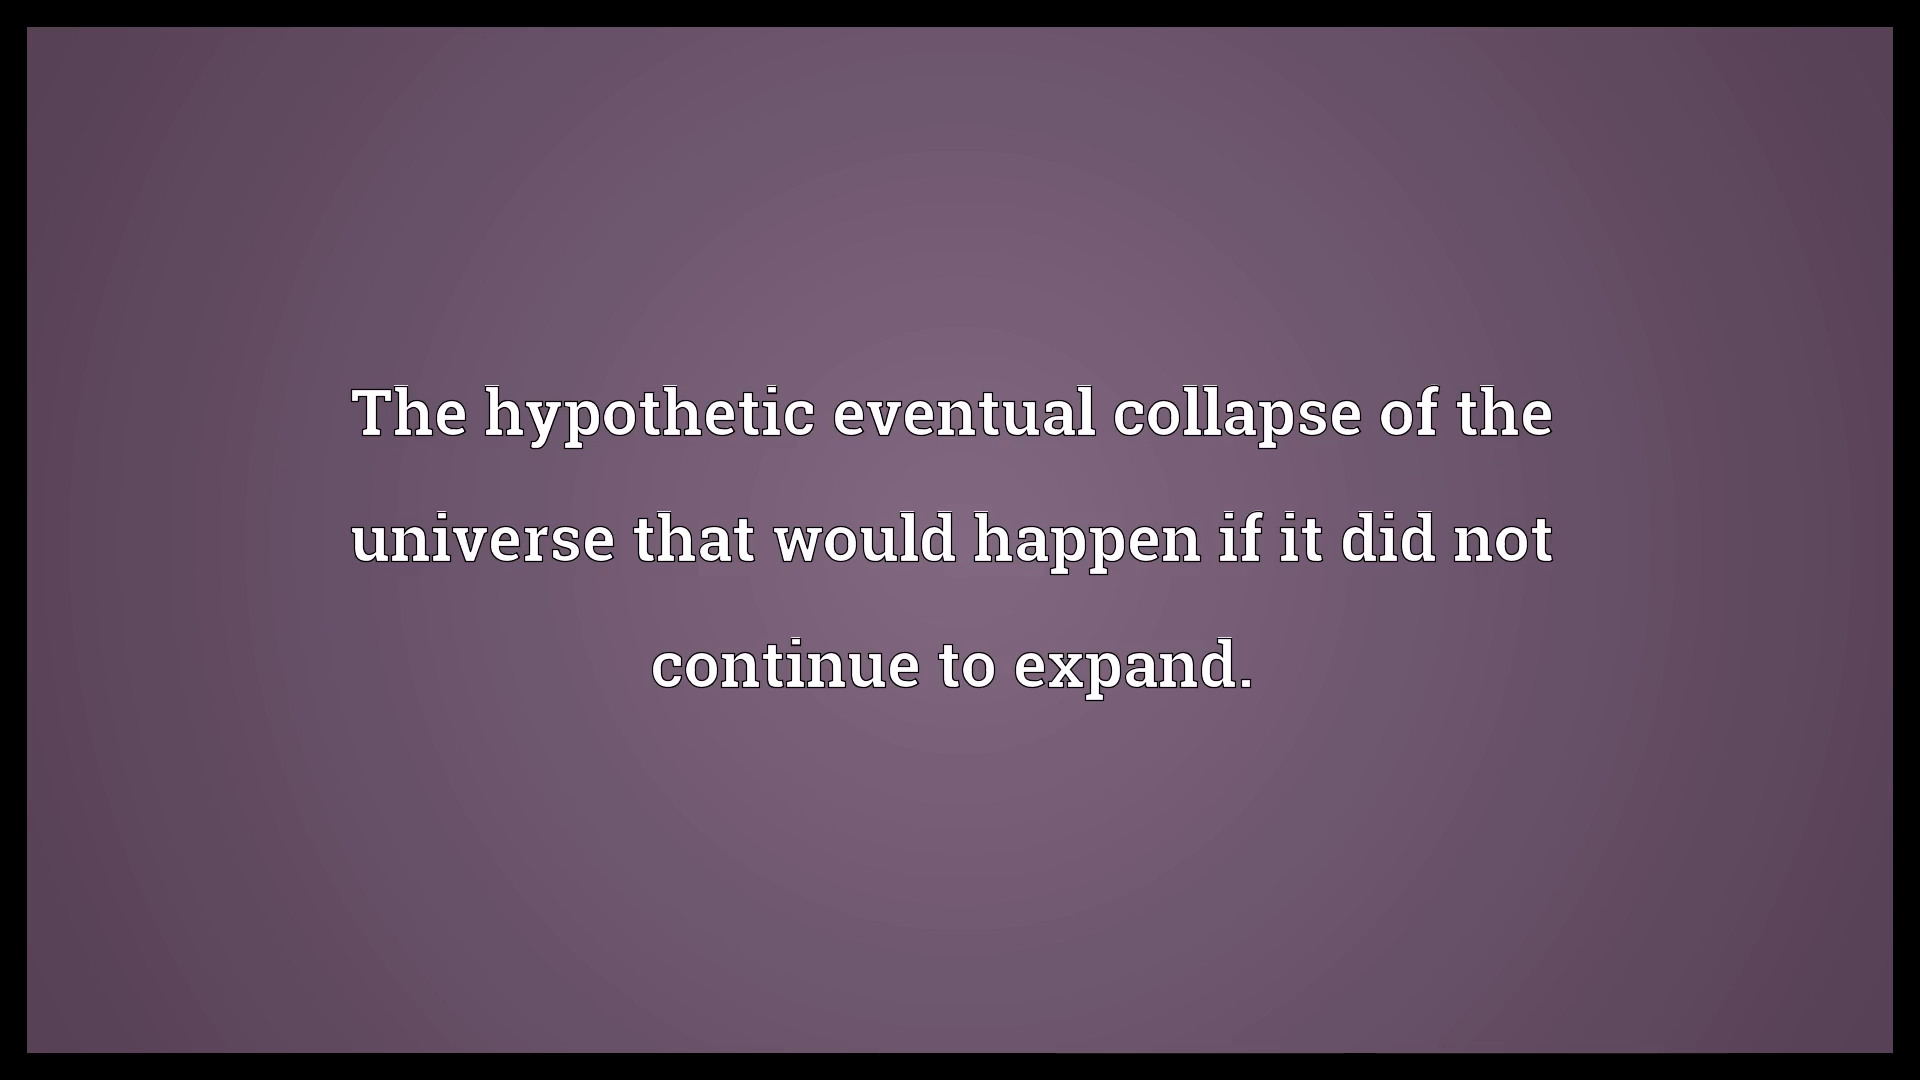 The hypothetic eventual collapse of the
universe that would happen if it did not
continue to expand.